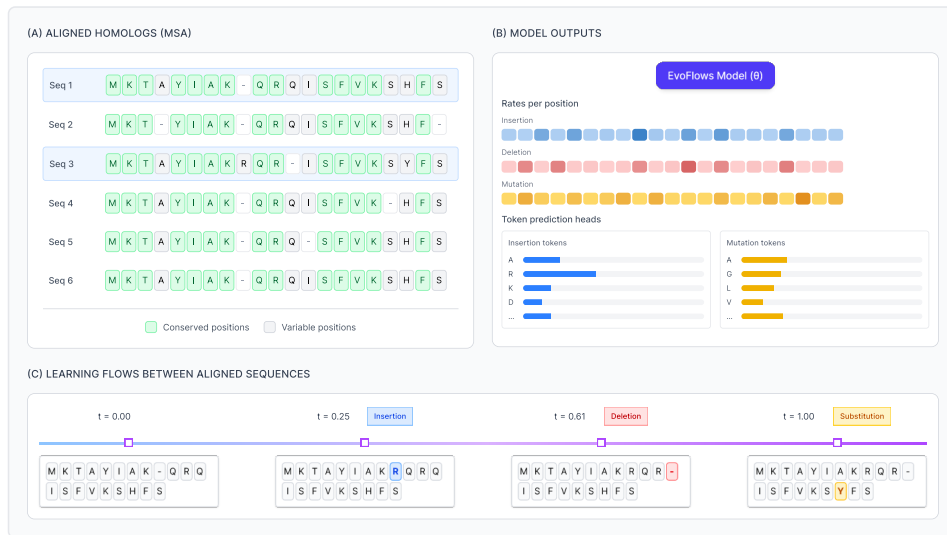 (A) ALIGNED HOMOLOGS (MSA)
Seq 1 M K T A Y I A K - Q R Q I S F V K S H F S
Seq 2 M K T - Y I A K - Q R Q I S F V K S H F -
Seq 3 M K T A Y I A K R Q R - I S F V K S Y F S
Seq 4 M K T A Y I A K - Q R Q I S F V K - H F S
Seq 5 M K T A Y I A K - Q R Q - S F V K S H F S
Seq 6 M K T A Y I A K - Q R Q I S F V K S H F S
Conserved positions Variable positions
(B) MODEL OUTPUTS
EvoFlows Model (θ)
Rates per position
Insertion
Deletion
Mutation
Token prediction heads
Insertion tokens
A
R
K
D
...
Mutation tokens
A
G
L
V
...
(C) LEARNING FLOWS BETWEEN ALIGNED SEQUENCES
t = 0.00
M K T A Y I A K - Q R Q
I S F V K S H F S
t = 0.25 Insertion
M K T A Y I A K R Q R Q
I S F V K S H F S
t = 0.61 Deletion
M K T A Y I A K R Q R -
I S F V K S H F S
t = 1.00 Substitution
M K T A Y I A K R Q R -
I S F V K S Y F S